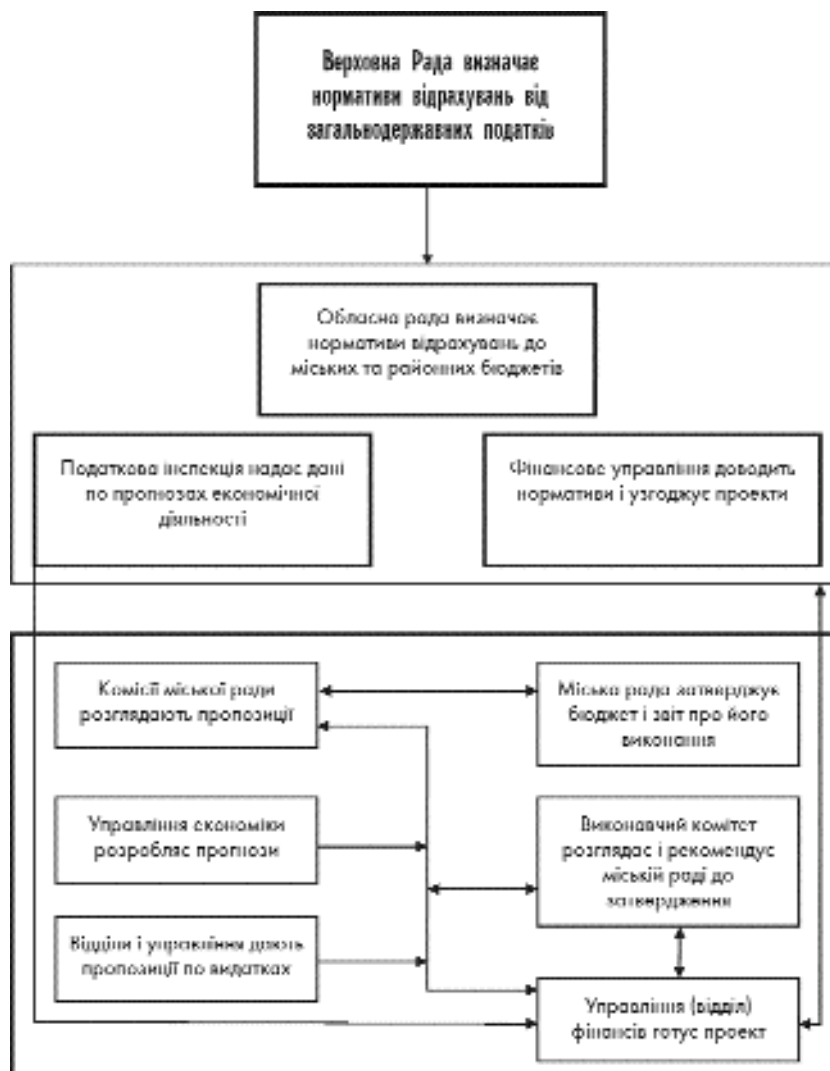 Верховна Рада визначає
нормативи відрахувань від
загальнодержавних податків
Обласна рада визначає
нормативи відрахувань до
міських та районних бюджетів
Податкова інспекція надає дані
по прогнозах економічної
діяльності
Фінансове управління доводить
нормативи і узгоджує проекти
Комісії міської ради
розглядають пропозиції
Міська рада затверджує
бюджет і звіт про його
виконання
Управління економіки
розробляє прогнози
Виконавчий комітет
розглядає і рекомендує
міській раді до
затвердження
Відділи і управління дають
пропозиції по видатках
Управління (відділ)
фінансів готує проект